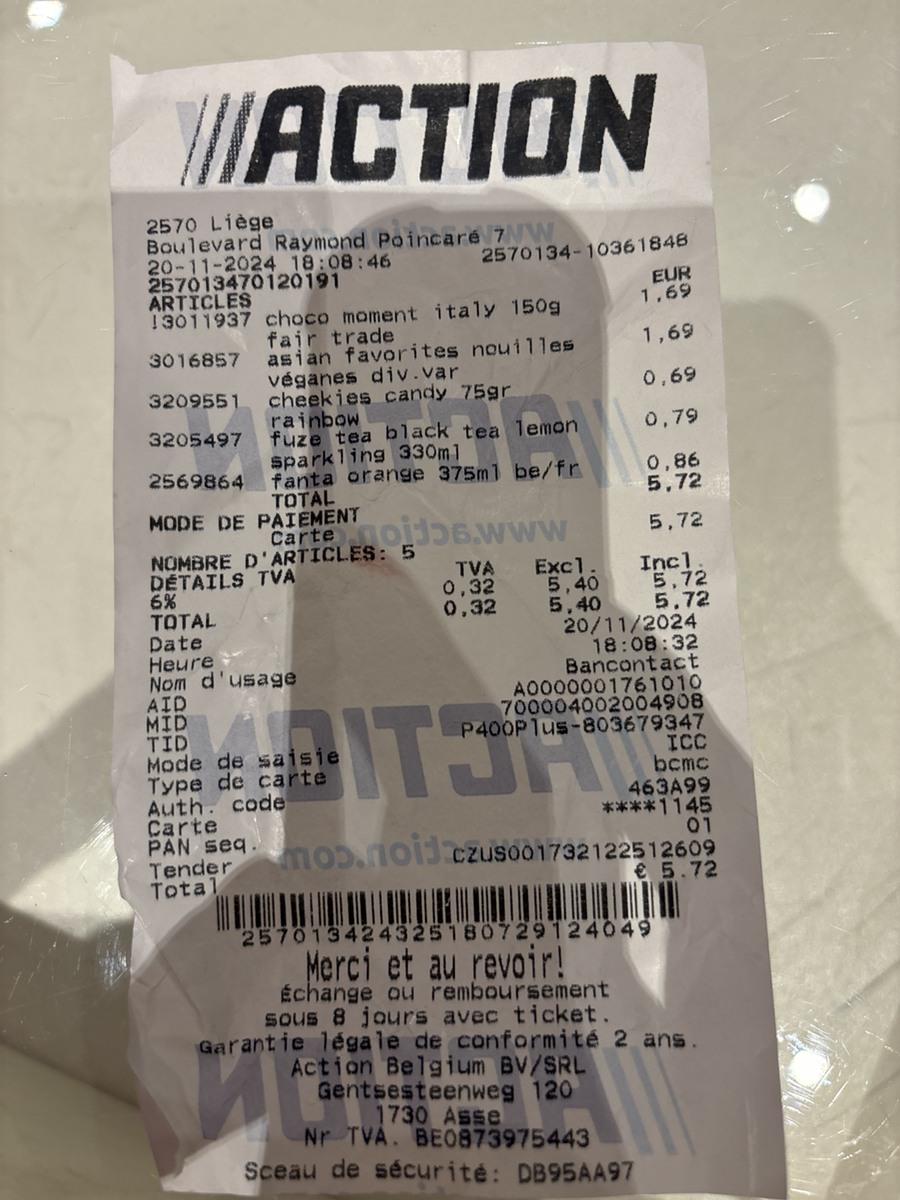 ACTION
2570 Liège
Boulevard Raymond Poincaré 7
20-11-2024 18:08:46 2570134-10361848
257013470120191
ARTICLES EUR
!3011937 choco moment italy 150g 1,69
fair trade
3016857 asian favorites nouilles 1,69
véganes div.var
3209551 cheekies candy 75gr 0,69
rainbow
3205497 fuze tea black tea lemon 0,79
sparkling 330ml
2569864 fanta orange 375ml be/fr 0,86
TOTAL 5,72
MODE DE PAIEMENT
Carte 5,72
NOMBRE D'ARTICLES: 5
DÉTAILS TVA TVA Excl. Incl.
6% 0,32 5,40 5,72
TOTAL 0,32 5,40 5,72
Date 20/11/2024
Heure 18:08:32
Nom d'usage Bancontact
AID A0000001761010
MID 700004002004908
TID P400Plus-803679347
Mode de saisie ICC
Type de carte bcmc
Auth. code 463A99
Carte ****1145
PAN seq. 01
Tender CZUS001732122512609
Total € 5.72
257013424325180729124049
Merci et au revoir!
Échange ou remboursement
sous 8 jours avec ticket.
Garantie légale de conformité 2 ans.
Action Belgium BV/SRL
Gentsesteenweg 120
1730 Asse
Nr TVA. BE0873975443
Sceau de sécurité: DB95AA97